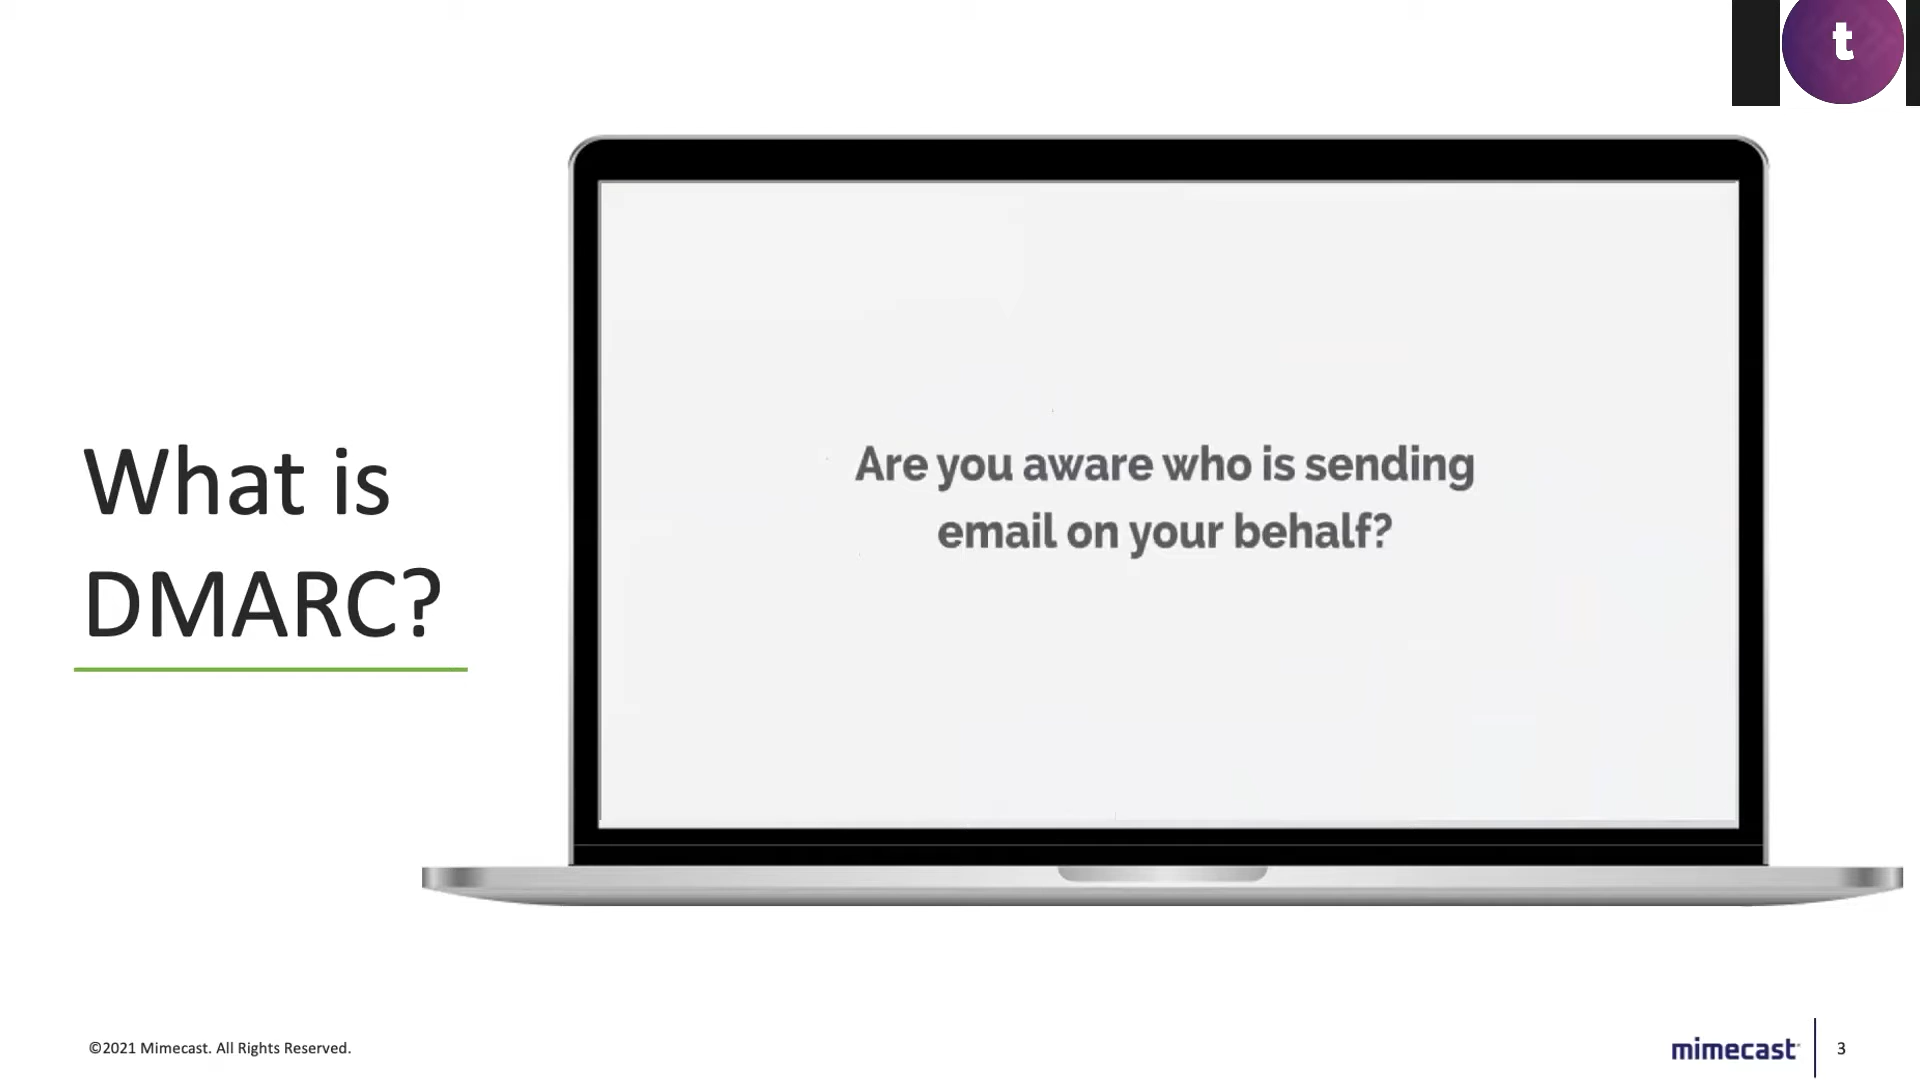 t
What is
DMARC?
Are you aware who is sending
email on your behalf?
©2021 Mimecast. All Rights Reserved.
mimecast
3